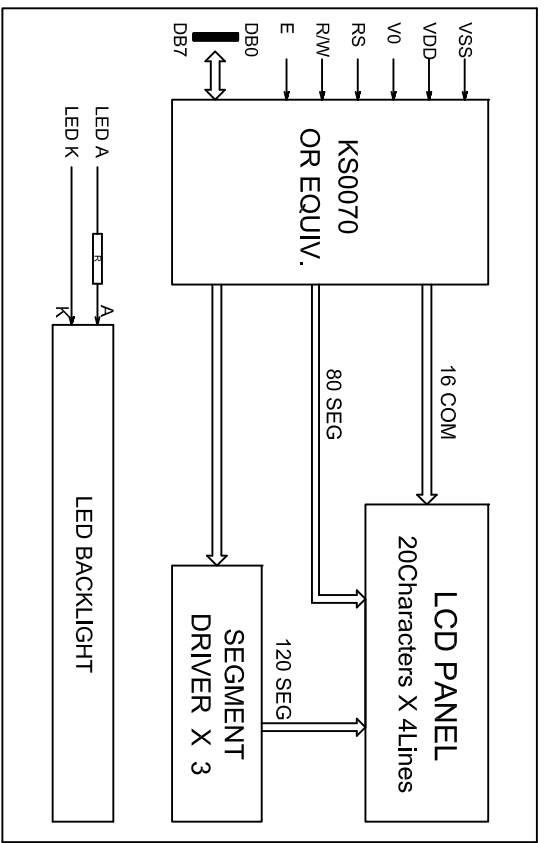 VSS
VDD
V0
RS
R/W
E
DB0
DB7
LED A
LED K
KS0070
OR EQUIV.
R
A
K
16 COM
80 SEG
LCD PANEL
20Characters X 4Lines
120 SEG
SEGMENT
DRIVER X 3
LED BACKLIGHT